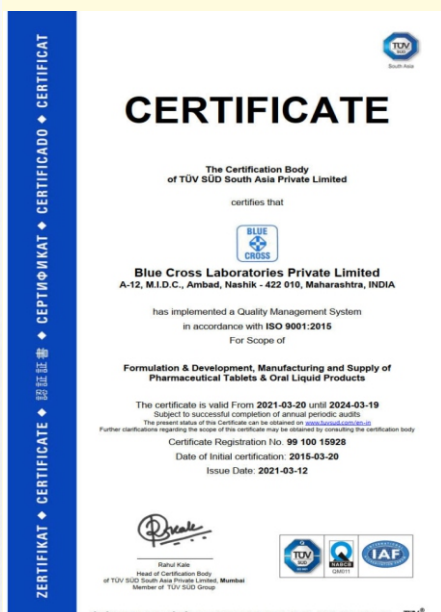 ZERTIFIKAT ◆ CERTIFICATE ◆ 認証証書 ◆ СЕРТИФИКАТ ◆ CERTIFICADO ◆ CERTIFICAT
TÜV
SÜD
South Asia
CERTIFICATE
The Certification Body
of TÜV SÜD South Asia Private Limited
certifies that
BLUE
CROSS
Blue Cross Laboratories Private Limited
A-12, M.I.D.C., Ambad, Nashik - 422 010, Maharashtra, INDIA
has implemented a Quality Management System
in accordance with ISO 9001:2015
For Scope of
Formulation & Development, Manufacturing and Supply of
Pharmaceutical Tablets & Oral Liquid Products
The certificate is valid From 2021-03-20 until 2024-03-19
Subject to successful completion of annual periodic audits
The present status of this Certificate can be obtained on www.tuvsud.com/en-in
Further clarifications regarding the scope of this certificate may be obtained by consulting the certification body
Certificate Registration No. 99 100 15928
Date of Initial certification: 2015-03-20
Issue Date: 2021-03-12
Rahul Kale
Head of Certification Body
of TÜV SÜD South Asia Private Limited, Mumbai
Member of TÜV SÜD Group
TÜV
SÜD
NABCB
QM011
IAF